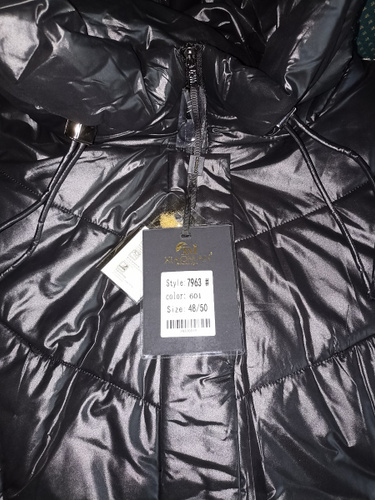 Style 7963 #
color: 601
Size: 48/50